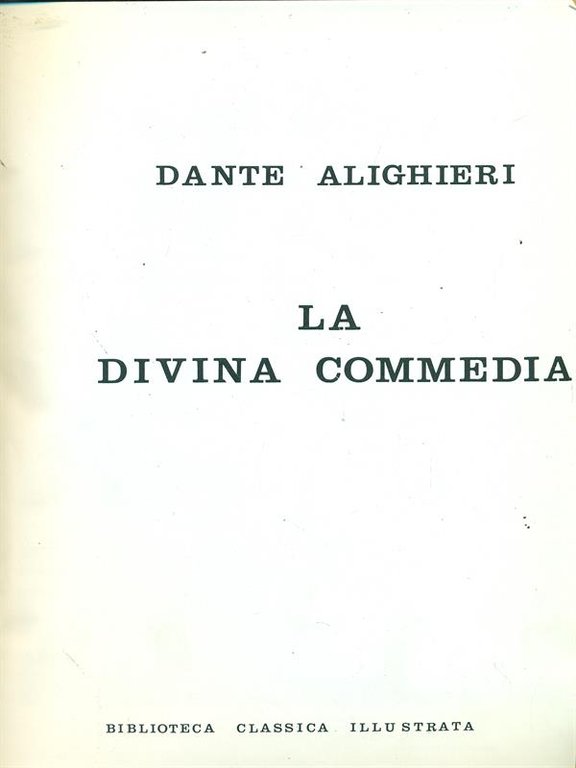 DANTE ALIGHIERI
LA
DIVINA COMMEDIA
BIBLIOTECA CLASSICA ILLUSTRATA